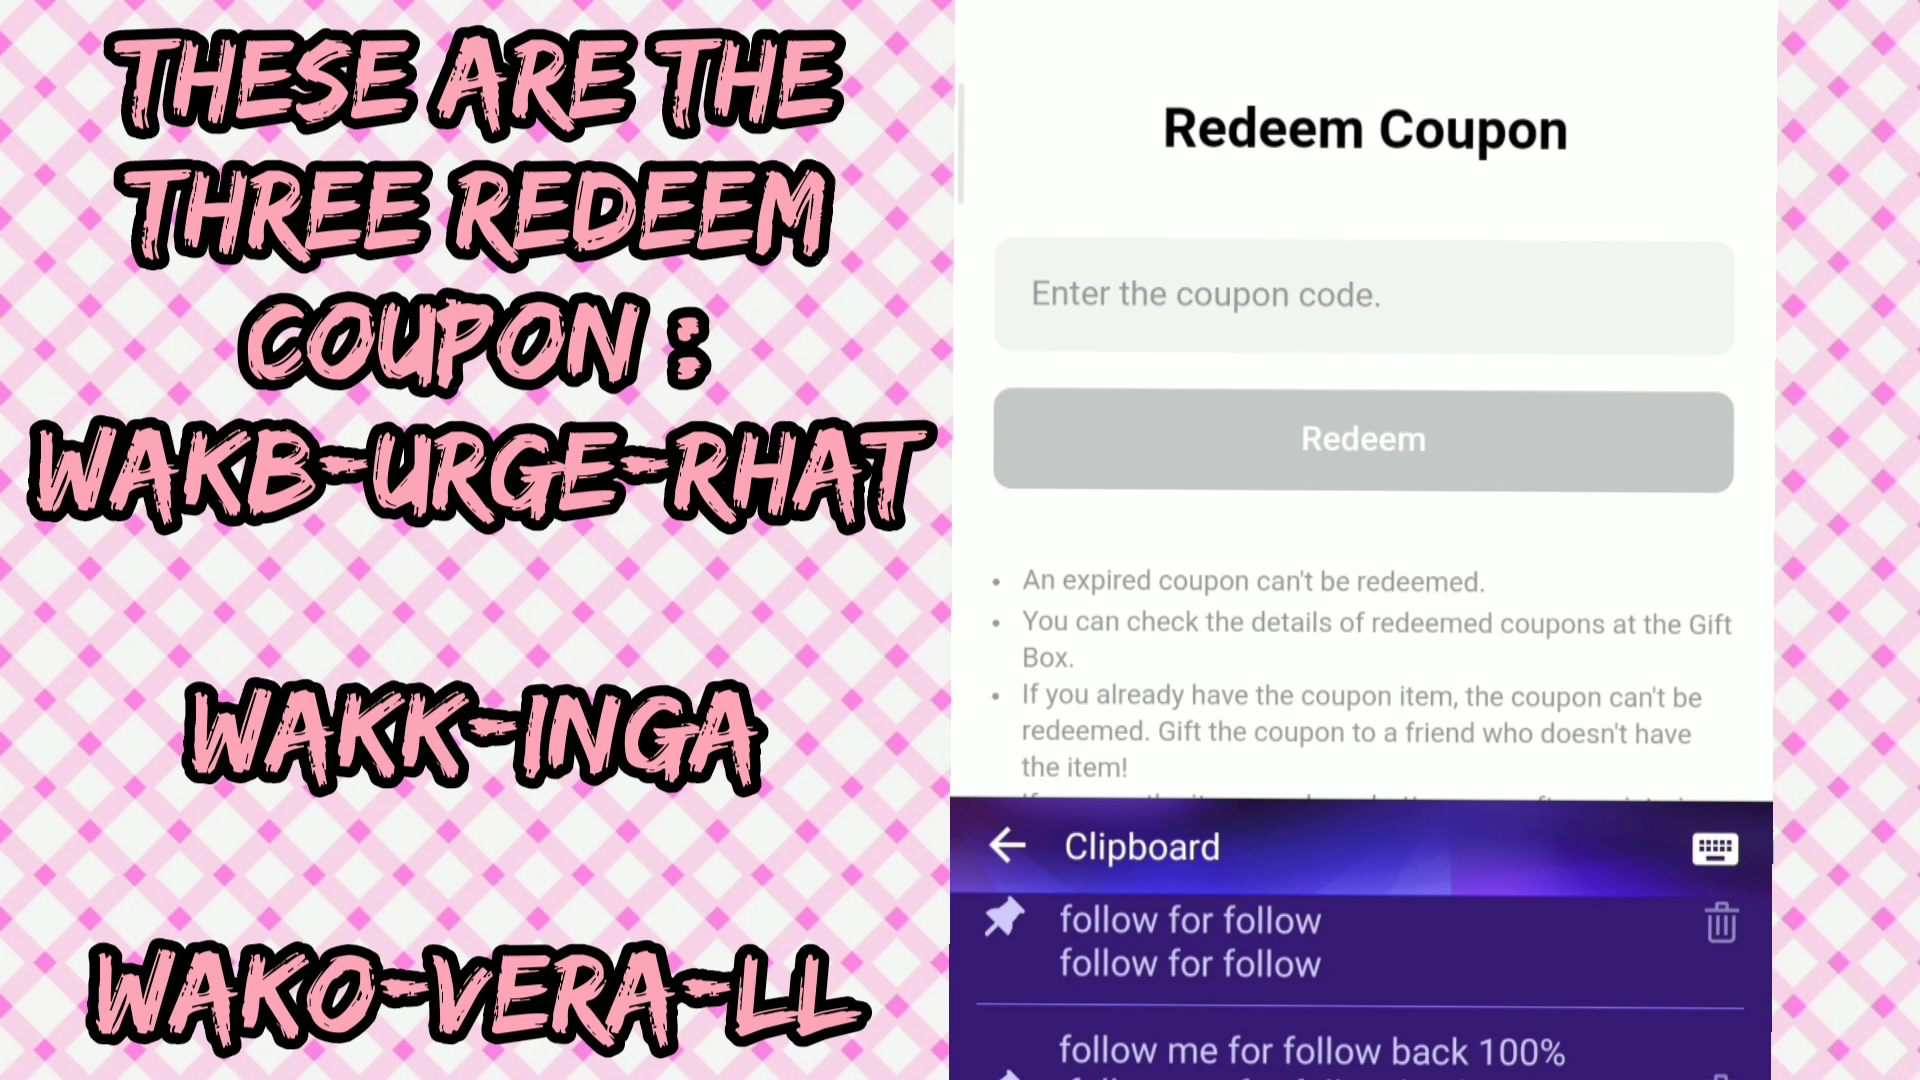 THESE ARE THE
THREE REDEEM
COUPON :
WAKB-URGE-RHAT
WAKK-INGA
WAKO-VERA-LL
Redeem Coupon
Enter the coupon code.
Redeem
• An expired coupon can't be redeemed.
• You can check the details of redeemed coupons at the Gift
Box.
• If you already have the coupon item, the coupon can't be
redeemed. Gift the coupon to a friend who doesn't have
the item!
Clipboard
follow for follow
follow for follow
follow me for follow back 100%